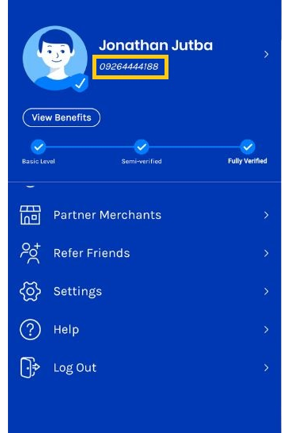 Jonathan Jutba
09264444188
View Benefits
Basic Level
Semi-verified
Fully Verified
Partner Merchants
Refer Friends
Settings
Help
Log Out